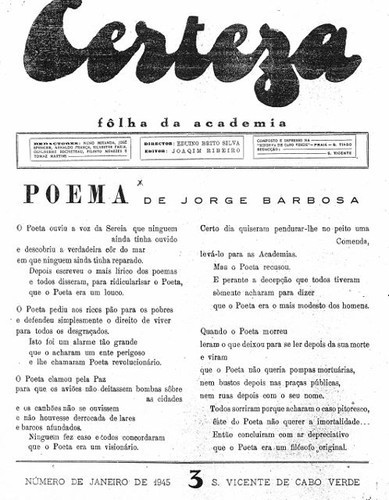 Certeza
fôlha da academia
REDACTORES: NUNO MIRANDA, JOSÉ
SPENCER, ARNALDO FRANÇA, SILVESTRE FARIA,
GUILHERME ROCHETEAU, FILINTO MENEZES E
TOMAZ MARTINS
DIRECTOR: EDUINO BRITO SILVA
EDITOR: JOAQIM RIBEIRO
COMPOSTO E IMPRESSO NA
PRAIA — S. TIAGO
REDACÇÃO:
S. VICENTE
POEMA DE JORGE BARBOSA
O Poeta ouviu a voz da Sereia que ninguem
ainda tinha ouvido
e descobriu a verdadeira côr do mar
em que ninguem ainda tinha reparado.
Depois escreveu o mais lírico dos poemas
e todos disseram, para ridicularisar o Poeta,
que o Poeta era um louco.
O Poeta pediu aos ricos pão para os pobres
e defendeu simplesmente o direito de viver
para todos os desgraçados.
Isto foi um alarme tão grande
que o acharam um ente perigoso
e lhe chamaram Poeta revolucionário.
O Poeta clamou pela Paz
para que os aviões não deitassem bombas sôbre
as cidades
e os canhões não se ouvissem
e não houvesse derrocada de lares
e barcos afundados.
Ninguem fez caso e todos concordaram
que o Poeta era um visionário.
Certo dia quiseram pendurar-lhe no peito uma
Comenda,
levá-lo para as Academias.
Mas o Poeta recusou.
E perante a decepção que todos tiveram
sòmente acharam para dizer
que o Poeta era o mais modesto dos homens.
Quando o Poeta morreu
leram o que deixou para se ler depois da sua morte
e viram
que o Poeta não queria pompas mortuárias,
nem bustos nas praças públicas,
nem ruas depois com o seu nome.
Todos sorriram porque acharam o caso pitoresco,
êste do Poeta não querer a imortalidade...
Então concluiram com ar depreciativo
que o Poeta era um filósofo original.
NÚMERO DE JANEIRO DE 1945 3 S. VICENTE DE CABO VERDE